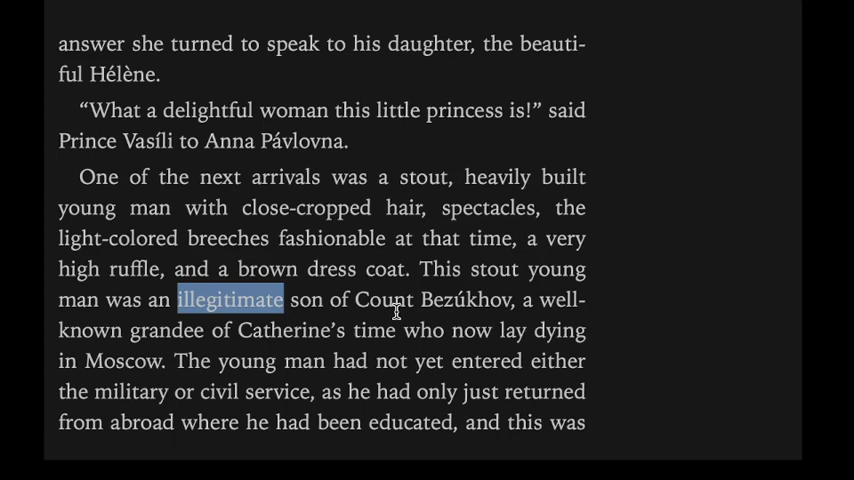 answer she turned to speak to his daughter, the beauti-
ful Hélène.
“What a delightful woman this little princess is!” said
Prince Vasíli to Anna Pávlovna.
One of the next arrivals was a stout, heavily built
young man with close-cropped hair, spectacles, the
light-colored breeches fashionable at that time, a very
high ruffle, and a brown dress coat. This stout young
man was an illegitimate son of Count Bezúkhov, a well-
known grandee of Catherine’s time who now lay dying
in Moscow. The young man had not yet entered either
the military or civil service, as he had only just returned
from abroad where he had been educated, and this was